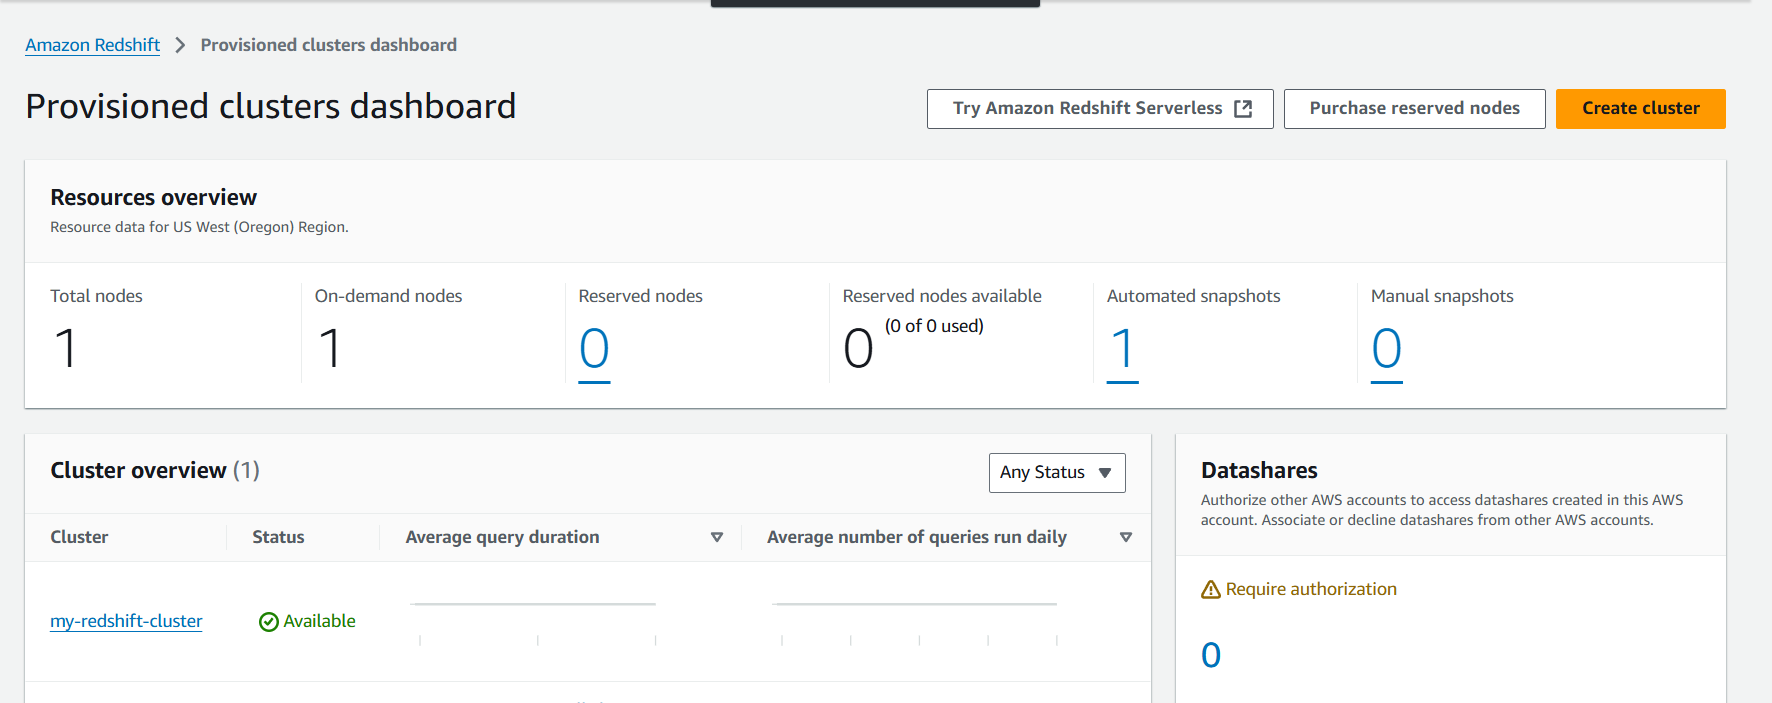 Amazon Redshift > Provisioned clusters dashboard
Provisioned clusters dashboard
Try Amazon Redshift Serverless
Purchase reserved nodes
Create cluster
Resources overview
Resource data for US West (Oregon) Region.
Total nodes
1
On-demand nodes
1
Reserved nodes
0
Reserved nodes available
0 (0 of 0 used)
Automated snapshots
1
Manual snapshots
0
Cluster overview (1)
Any Status
Cluster
Status
Average query duration
Average number of queries run daily
my-redshift-cluster
Available
Datashares
Authorize other AWS accounts to access datashares created in this AWS
account. Associate or decline datashares from other AWS accounts.
Require authorization
0